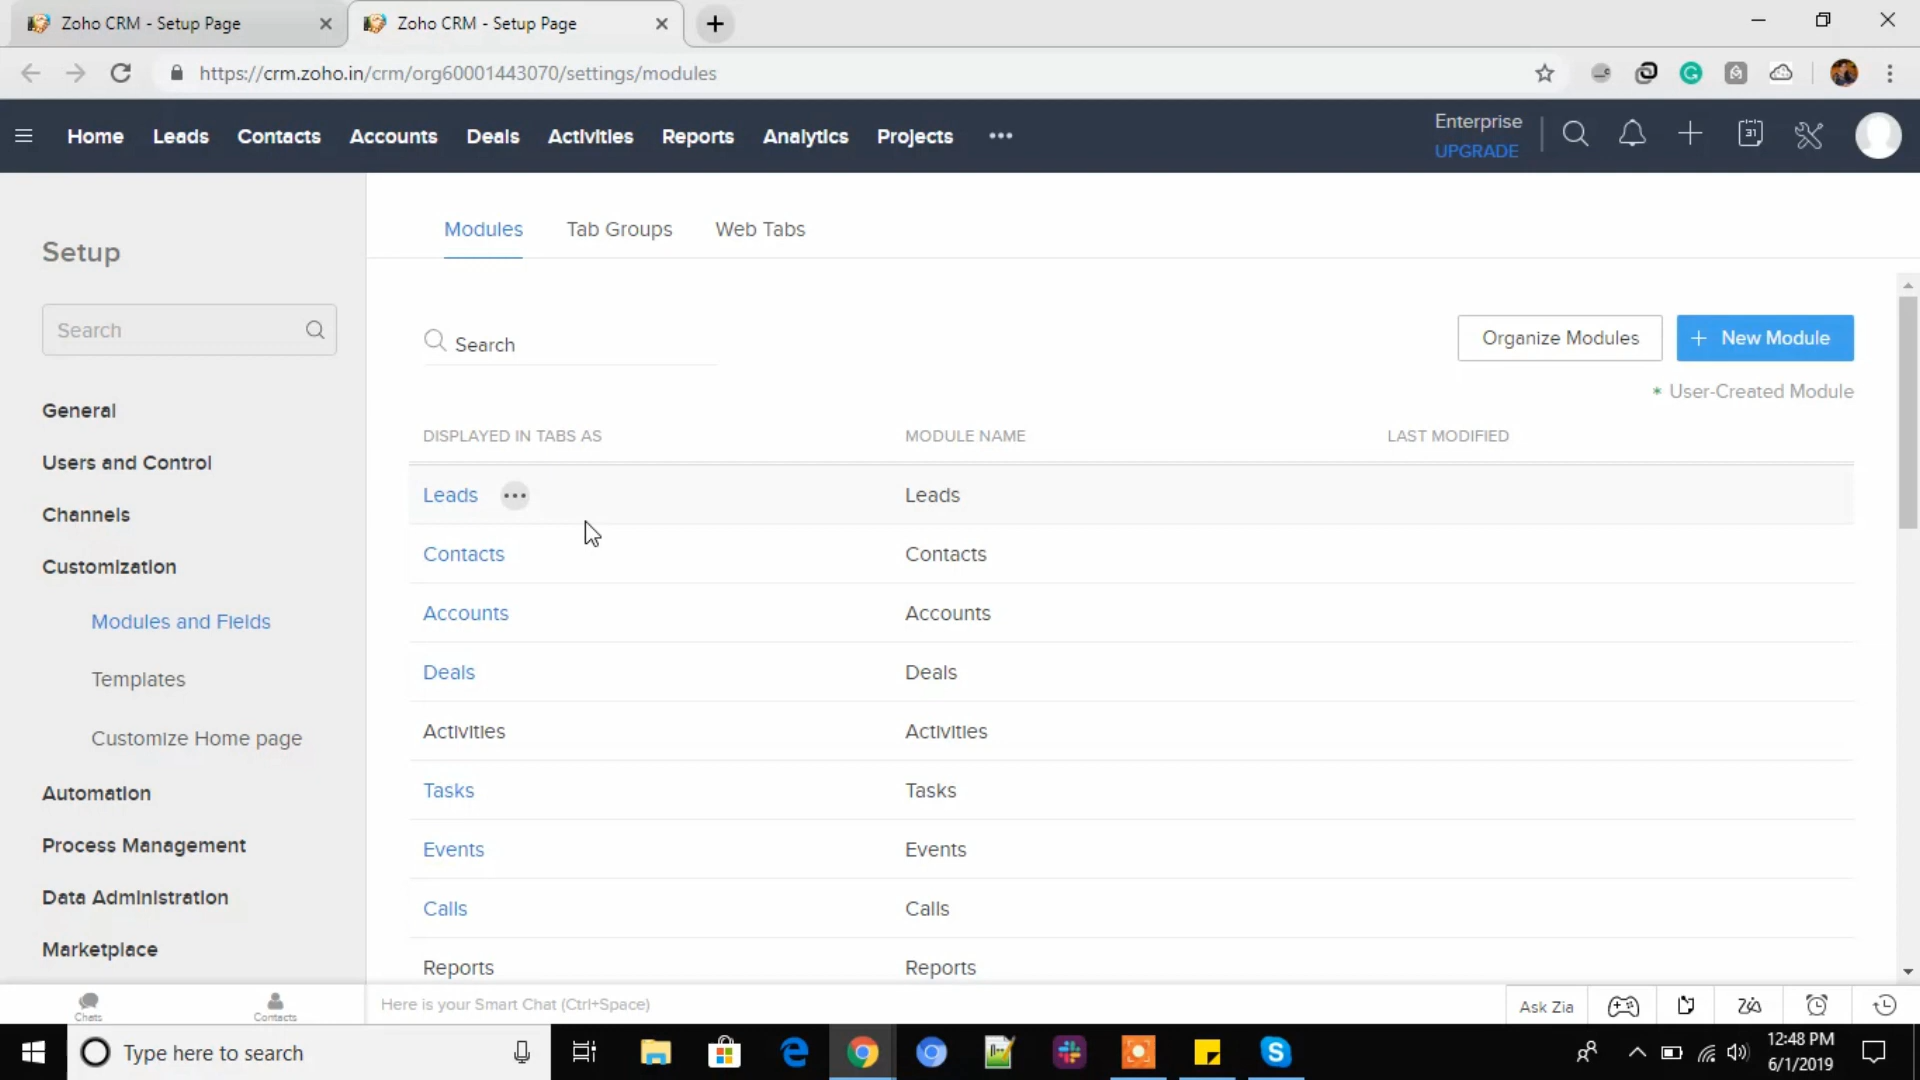 Zoho CRM - Setup Page
Zoho CRM - Setup Page
https://crm.zoho.in/crm/org60001443070/settings/modules
Home Leads Contacts Accounts Deals Activities Reports Analytics Projects
Enterprise
UPGRADE
31
Setup
Search
General
Users and Control
Channels
Customization
Modules and Fields
Templates
Customize Home page
Automation
Process Management
Data Administration
Marketplace
Modules Tab Groups Web Tabs
Search
Organize Modules
+ New Module
* User-Created Module
DISPLAYED IN TABS AS MODULE NAME LAST MODIFIED
Leads Leads
Contacts Contacts
Accounts Accounts
Deals Deals
Activities Activities
Tasks Tasks
Events Events
Calls Calls
Reports Reports
Chats
Contacts
Here is your Smart Chat (Ctrl+Space)
Ask Zia
Type here to search
12:48 PM
6/1/2019